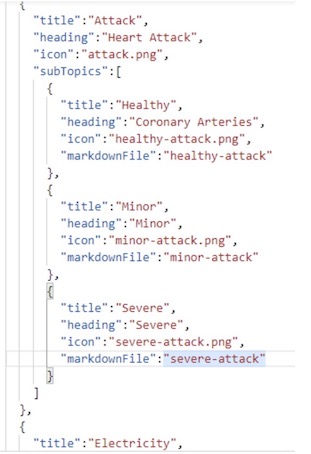 {
"title":"Attack",
"heading":"Heart Attack",
"icon":"attack.png",
"subTopics":[
{
"title":"Healthy",
"heading":"Coronary Arteries",
"icon":"healthy-attack.png",
"markdownFile":"healthy-attack"
},
{
"title":"Minor",
"heading":"Minor",
"icon":"minor-attack.png",
"markdownFile":"minor-attack"
},
{
"title":"Severe",
"heading":"Severe",
"icon":"severe-attack.png",
"markdownFile":"severe-attack"
}
]
},
{
"title":"Electricity",